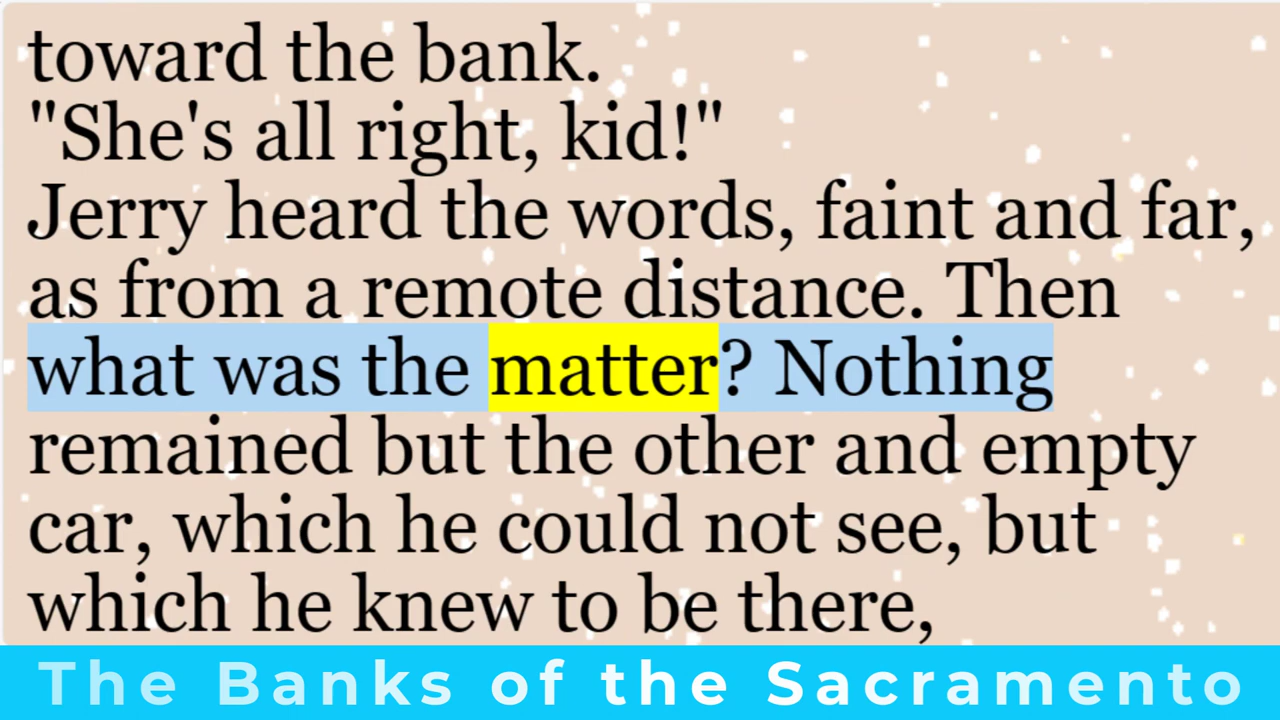 toward the bank.
"She's all right, kid!"
Jerry heard the words, faint and far,
as from a remote distance. Then
what was the matter? Nothing
remained but the other and empty
car, which he could not see, but
which he knew to be there,
The Banks of the Sacramento